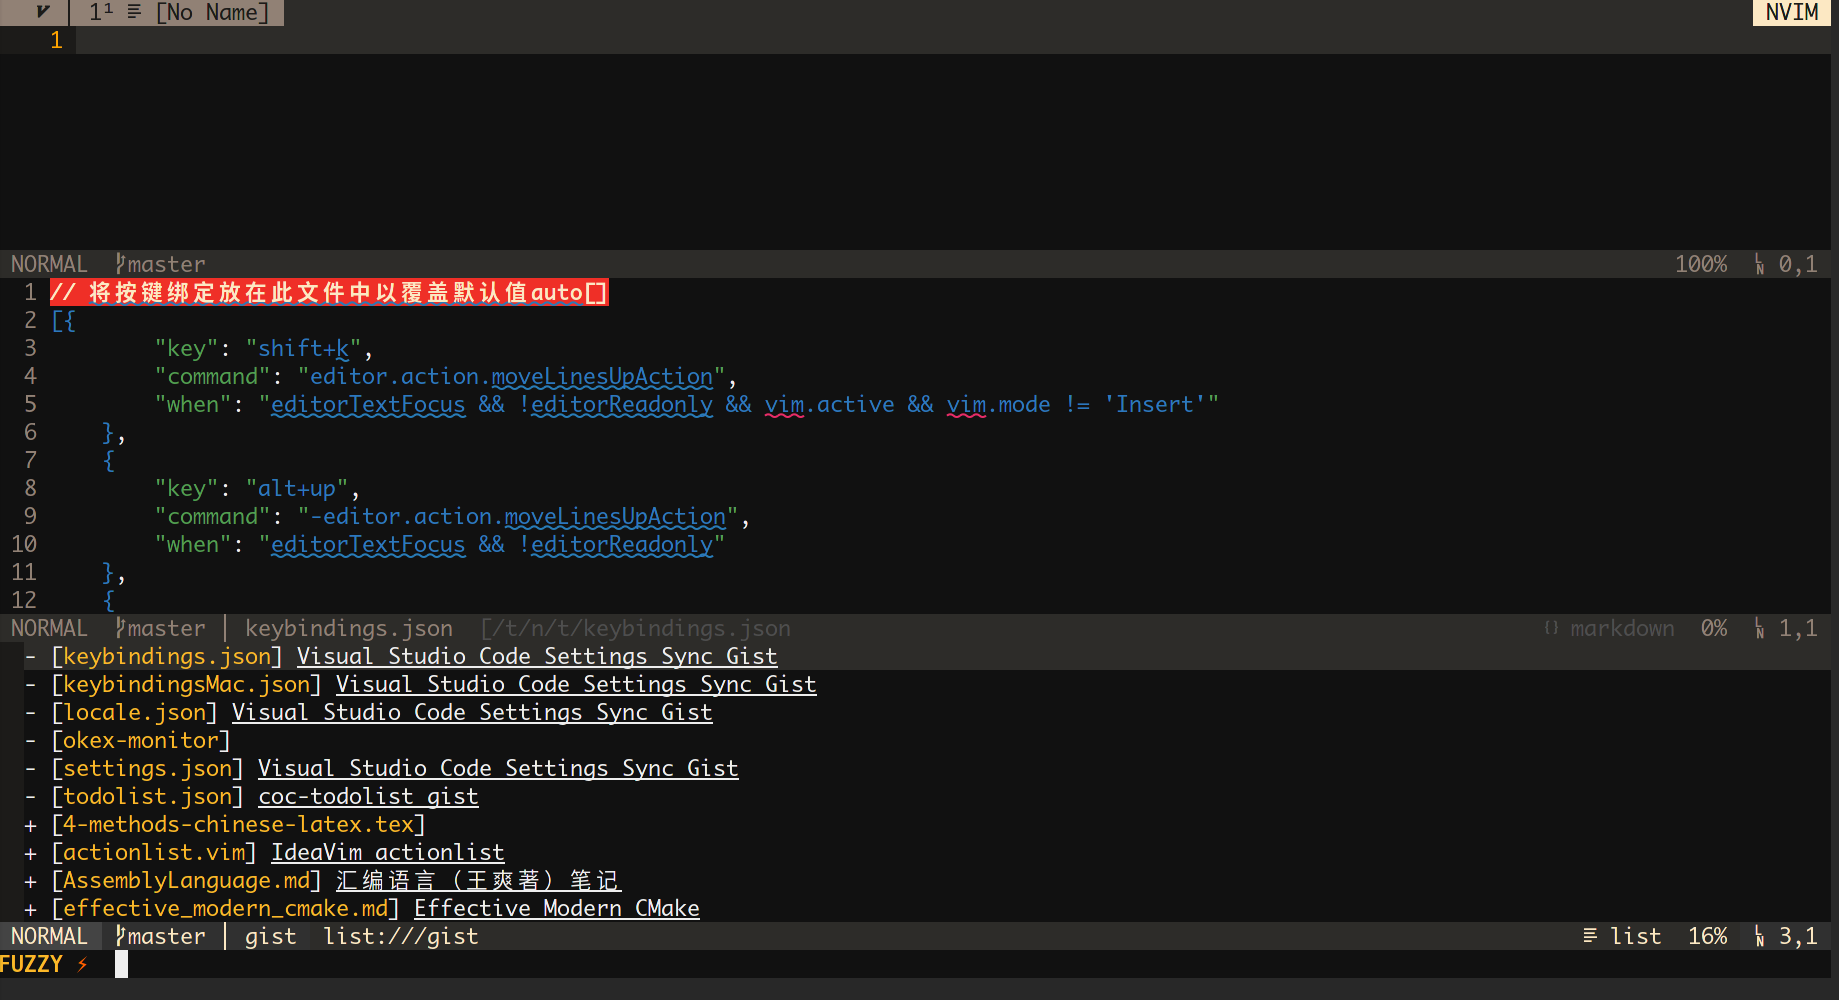 1¹ ≡ [No Name] NVIM
1
NORMAL master 100% 0,1
1 // 将按键绑定放在此文件中以覆盖默认值auto[]
2 [{
3 "key": "shift+k",
4 "command": "editor.action.moveLinesUpAction",
5 "when": "editorTextFocus && !editorReadonly && vim.active && vim.mode != 'Insert'"
6 },
7 {
8 "key": "alt+up",
9 "command": "-editor.action.moveLinesUpAction",
10 "when": "editorTextFocus && !editorReadonly"
11 },
12 {
NORMAL master | keybindings.json [/t/n/t/keybindings.json {} markdown 0% 1,1
- [keybindings.json] Visual Studio Code Settings Sync Gist
- [keybindingsMac.json] Visual Studio Code Settings Sync Gist
- [locale.json] Visual Studio Code Settings Sync Gist
- [okex-monitor]
- [settings.json] Visual Studio Code Settings Sync Gist
- [todolist.json] coc-todolist gist
+ [4-methods-chinese-latex.tex]
+ [actionlist.vim] IdeaVim actionlist
+ [AssemblyLanguage.md] 汇编语言（王爽著）笔记
+ [effective_modern_cmake.md] Effective Modern CMake
NORMAL master | gist list:///gist ≡ list 16% 3,1
FUZZY ⚡